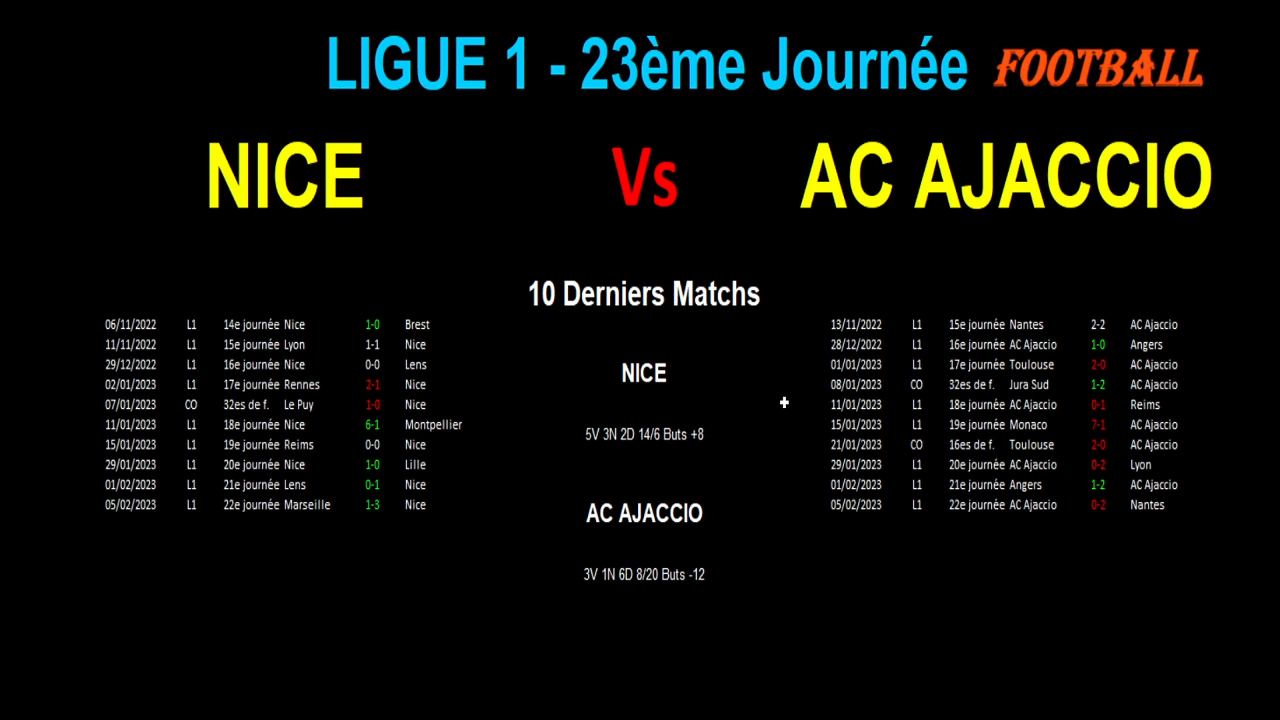 LIGUE 1 - 23ème Journée FOOTBALL
NICE Vs AC AJACCIO
10 Derniers Matchs
06/11/2022 L1 14e journée Nice 1-0 Brest
11/11/2022 L1 15e journée Lyon 1-1 Nice
29/12/2022 L1 16e journée Nice 0-0 Lens
02/01/2023 L1 17e journée Rennes 2-1 Nice
07/01/2023 CO 32es de f. Le Puy 1-0 Nice
11/01/2023 L1 18e journée Nice 6-1 Montpellier
15/01/2023 L1 19e journée Reims 0-0 Nice
29/01/2023 L1 20e journée Nice 1-0 Lille
01/02/2023 L1 21e journée Lens 0-1 Nice
05/02/2023 L1 22e journée Marseille 1-3 Nice
NICE
5V 3N 2D 14/6 Buts +8
AC AJACCIO
3V 1N 6D 8/20 Buts -12
13/11/2022 L1 15e journée Nantes 2-2 AC Ajaccio
28/12/2022 L1 16e journée AC Ajaccio 1-0 Angers
01/01/2023 L1 17e journée Toulouse 2-0 AC Ajaccio
08/01/2023 CO 32es de f. Jura Sud 1-2 AC Ajaccio
11/01/2023 L1 18e journée AC Ajaccio 0-1 Reims
15/01/2023 L1 19e journée Monaco 7-1 AC Ajaccio
21/01/2023 CO 16es de f. Toulouse 2-0 AC Ajaccio
29/01/2023 L1 20e journée AC Ajaccio 0-2 Lyon
01/02/2023 L1 21e journée Angers 1-2 AC Ajaccio
05/02/2023 L1 22e journée AC Ajaccio 0-2 Nantes